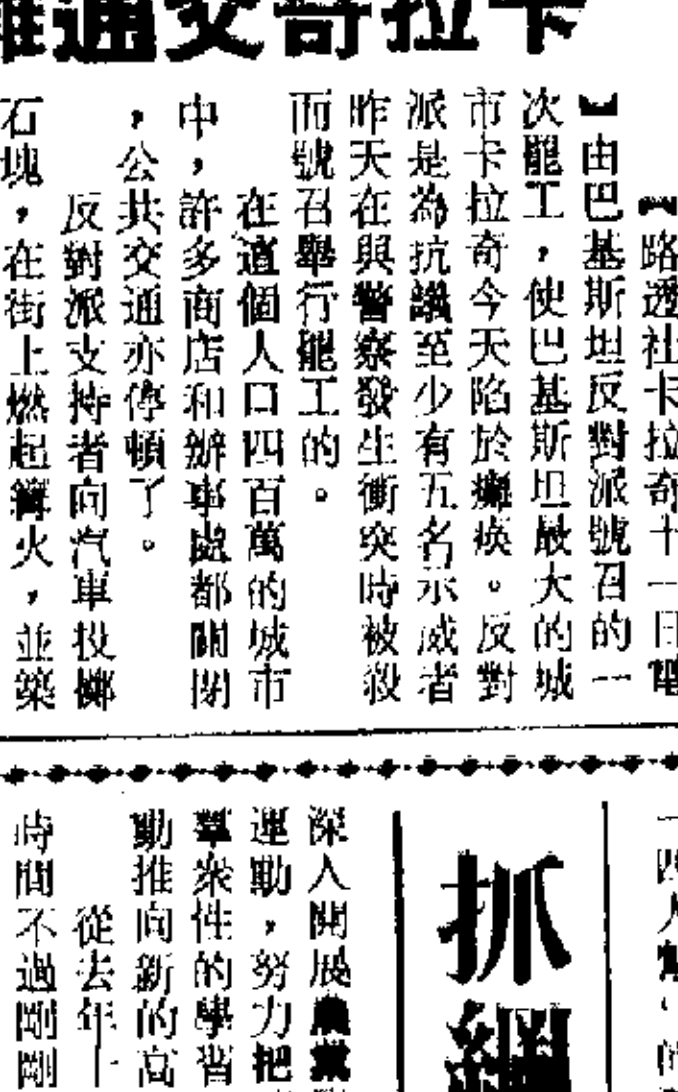 卡拉奇交通癱
【路透社卡拉奇十一日電
】由巴基斯坦反對派號召的一
次罷工，使巴基斯坦最大的城
市卡拉奇今天陷於癱瘓。反對
派是為抗議至少有五名示威者
昨天在與警察發生衝突時被殺
而號召舉行罷工的。
在這個人口四百萬的城市
中，許多商店和辦事處都關閉
，公共交通亦停頓了。
反對派支持者向汽車投擲
石塊，在街上燃起篝火，並築
一四人
抓綱
深入開展農業
運動，努力把
羣眾性的學習
動推向新的高
從去年十
時間不過剛剛